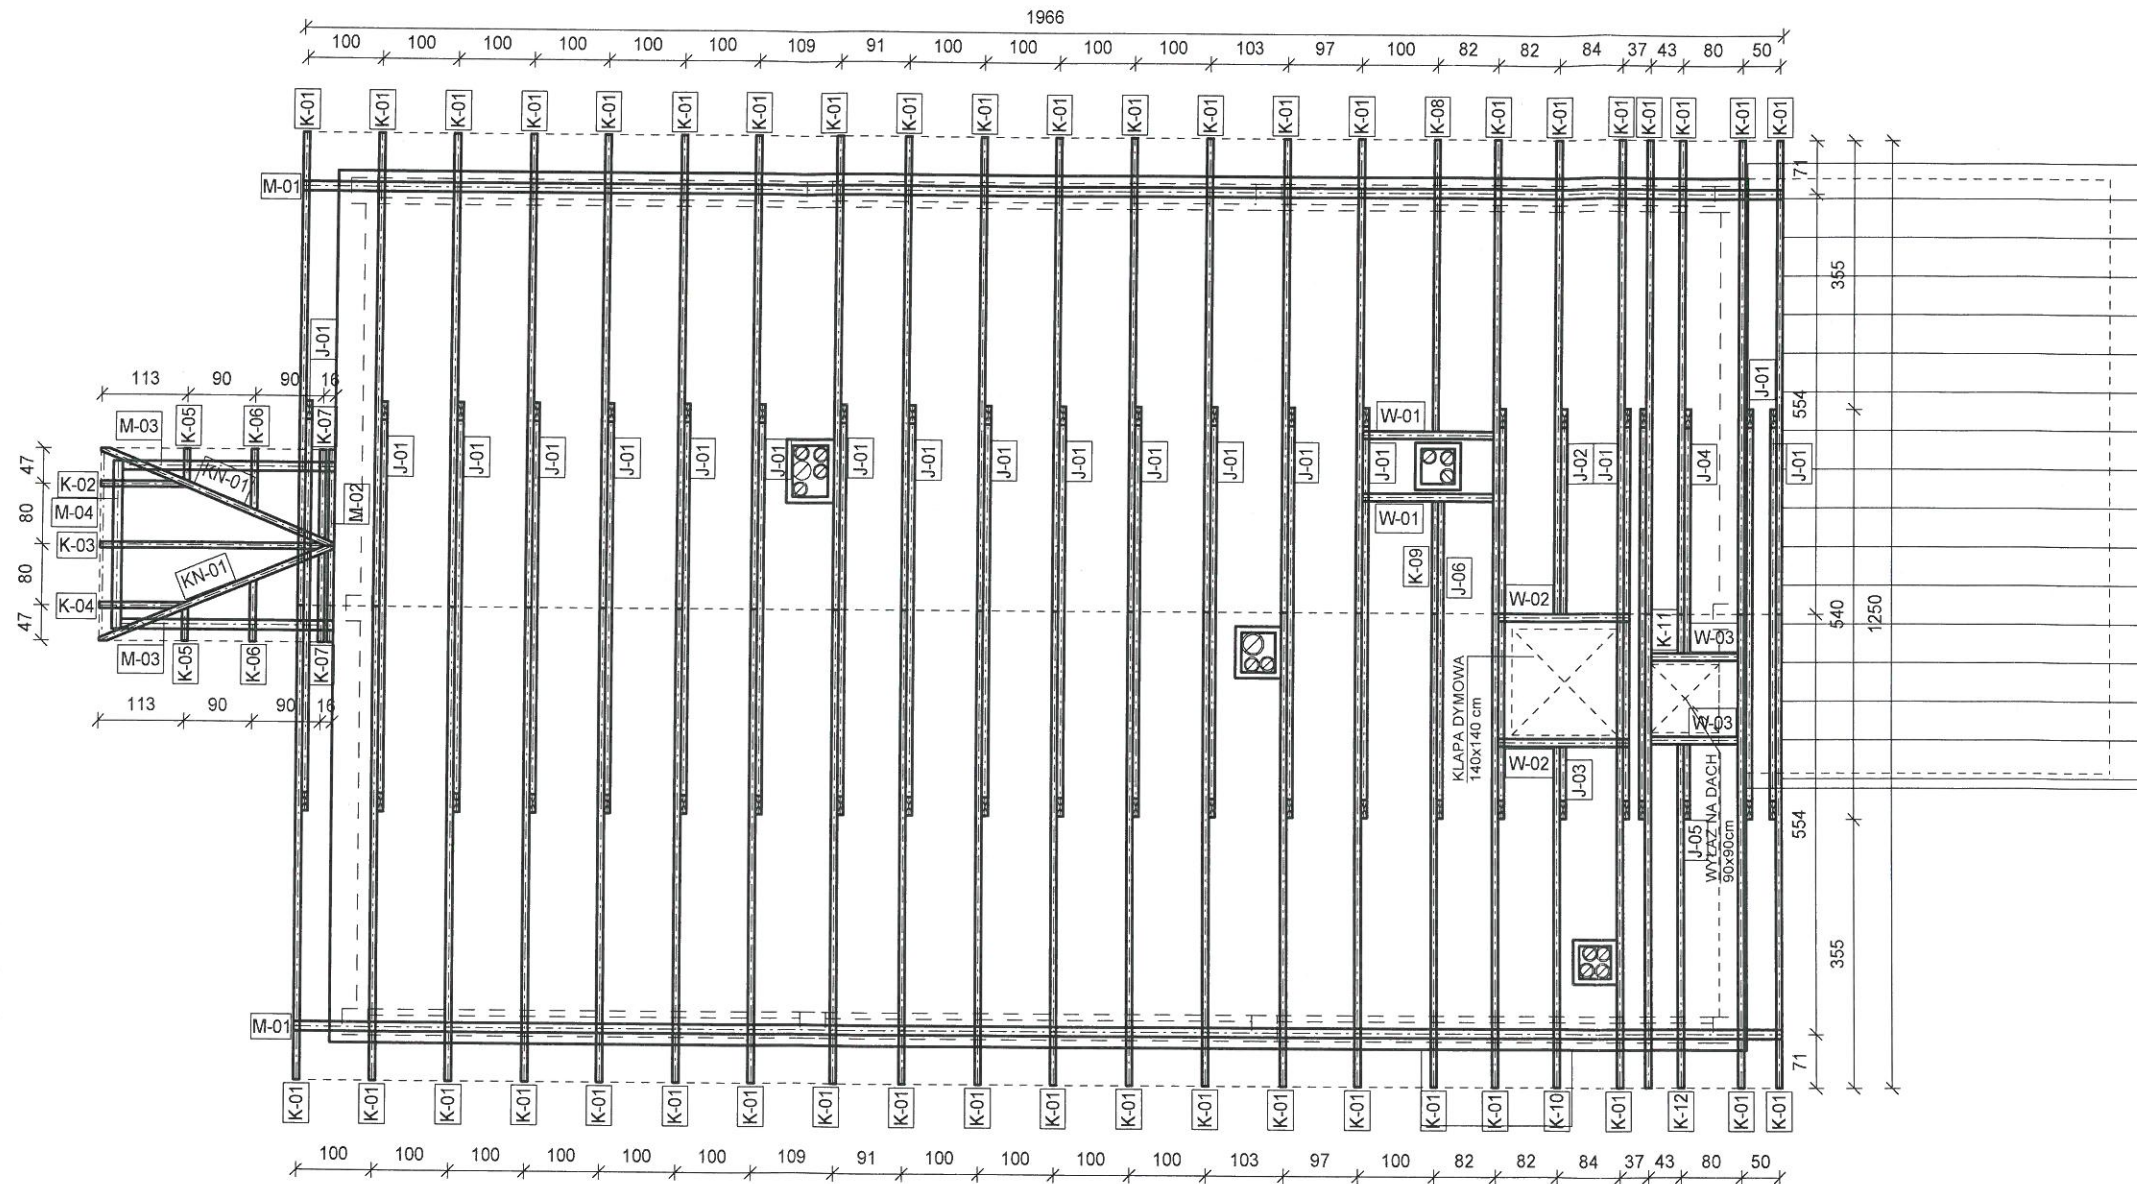 1966
100 100 100 100 100 100 109 91 100 100 100 100 103 97 100 82 82 84 37 43 80 50
K-01 K-01 K-01 K-01 K-01 K-01 K-01 K-01 K-01 K-01 K-01 K-01 K-01 K-01 K-01 K-08 K-01 K-01 K-01 K-01 K-01 K-01 K-01
M-01
71
355
J-01
J-01
113 90 90 16
M-03 K-05 K-06 K-07
554
47
K-02
KN-01
M-04
M-02
80
K-03
80
KN-01
K-04
47
M-03 K-05 K-06 K-07
113 90 90 16
J-01 J-01 J-01 J-01 J-01 J-01 J-01 J-01 J-01 J-01 J-01 J-01 J-01 J-01 J-02 J-01 J-04 J-01
W-01
W-01
K-09
J-06
W-02
K-11
W-03
540
1250
KLAPA DYMOWA
140x140 cm
W-03
W-02
J-03
WYŁAZ NA DACH
90x90cm
J-05
554
355
M-01
71
K-01 K-01 K-01 K-01 K-01 K-01 K-01 K-01 K-01 K-01 K-01 K-01 K-01 K-01 K-01 K-01 K-01 K-10 K-01 K-12 K-01 K-01
100 100 100 100 100 100 109 91 100 100 100 100 103 97 100 82 82 84 37 43 80 50